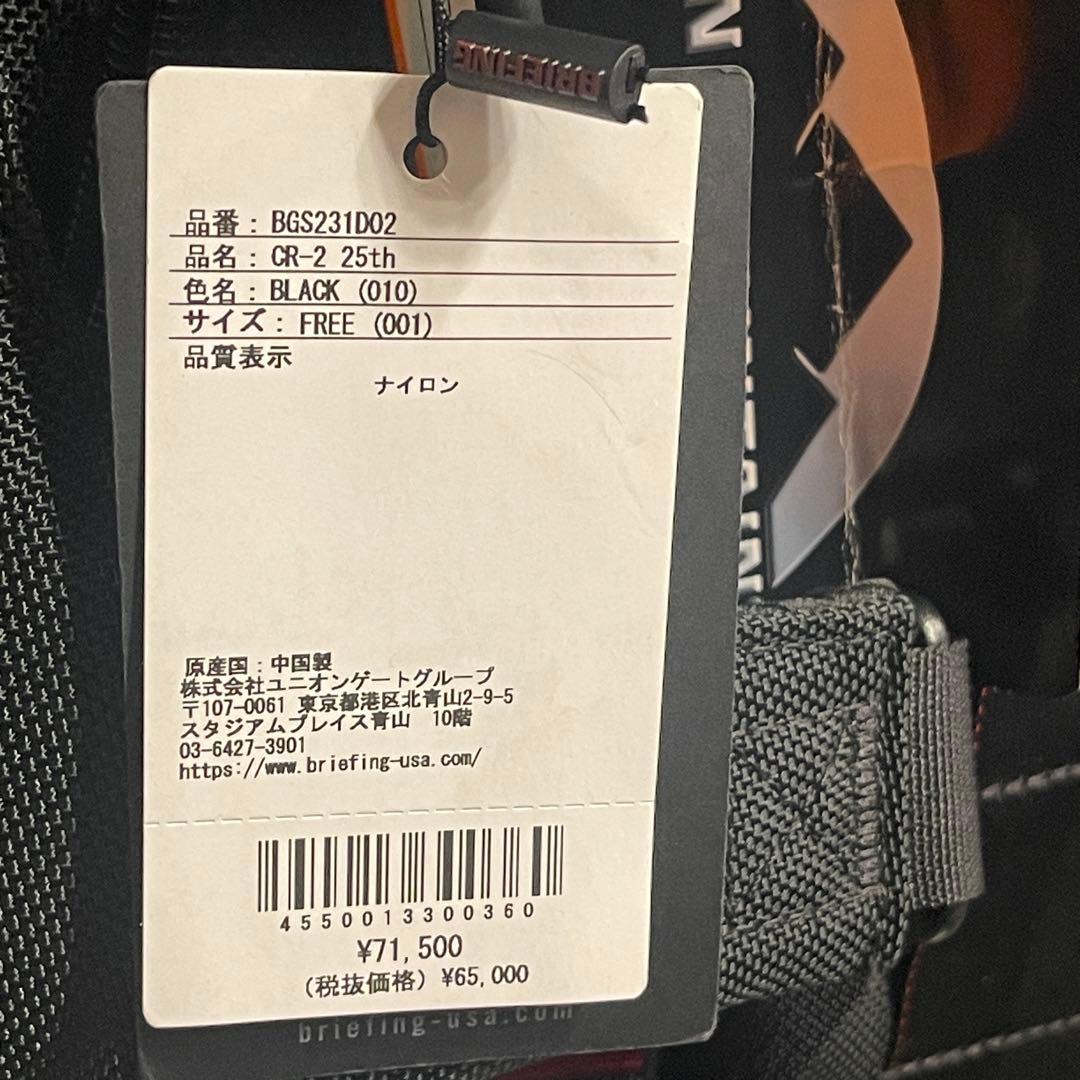 BRIEFING
品番：BGS231D02
品名：CR-2 25th
色名：BLACK (010)
サイズ：FREE (001)
品質表示
ナイロン
原産国：中国製
株式会社ユニオンゲートグループ
〒107-0061 東京都港区北青山2-9-5
スタジアムプレイス青山　10階
03-6427-3901
https://www.briefing-usa.com/
4550013300360
¥71,500
（税抜価格）¥65,000
briefing-usa.com